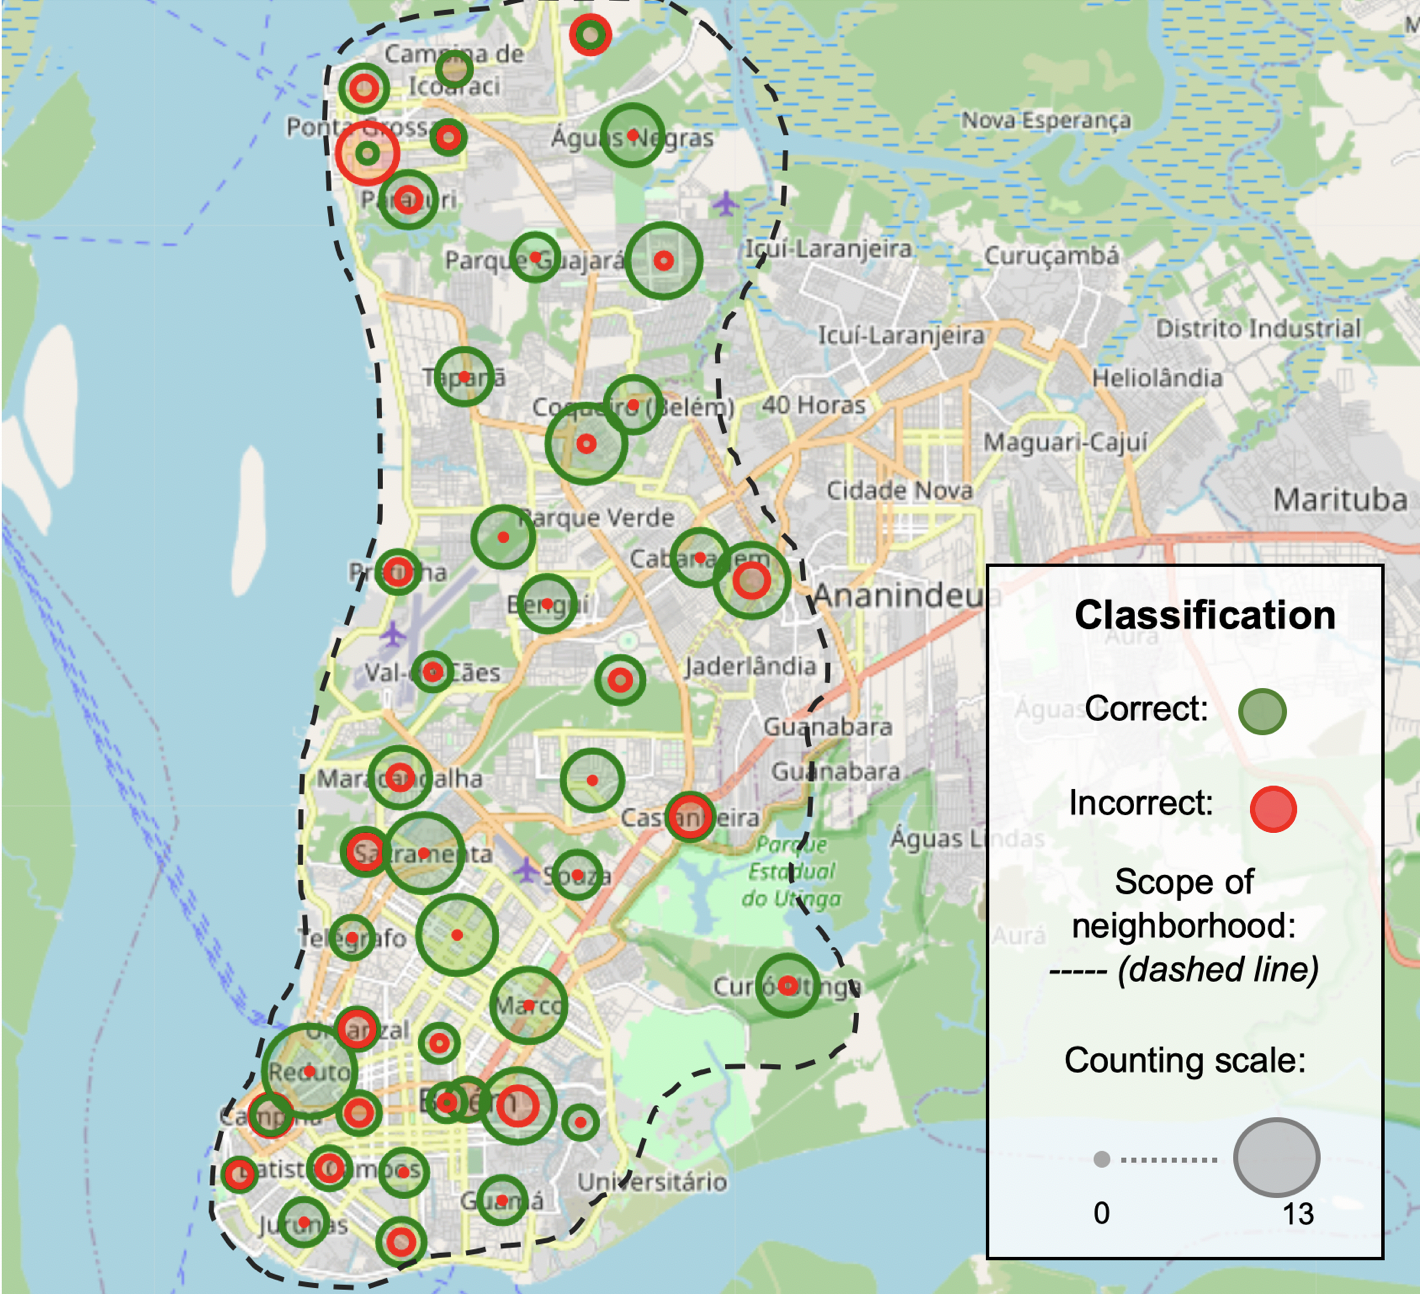 Campina de
Icoaraci
Ponta Grossa
Águas Negras
Nova Esperança
Paracuri
Parque Guajará
Icuí-Laranjeira
Curuçambá
Icuí-Laranjeira
Distrito Industrial
Tapanã
Heliolândia
Coqueiro (Belém)
40 Horas
Maguari-Cajuí
Cidade Nova
Marituba
Parque Verde
Cabanagem
Pratinha
Benguí
Ananindeua
Classification
Aurá
Val-de-Cães
Jaderlândia
Correct:
Águas
Guanabara
Guanabara
Maracangalha
Incorrect:
Castanheira
Águas Lindas
Parque
Estadual
do Utinga
Sacramenta
Souza
Scope of
neighborhood:
Telégrafo
Aurá
----- (dashed line)
Curió-Utinga
Marco
Umarizal
Reduto
Counting scale:
Belém
Campina
Batista Campos
Universitário
Guamá
Jurunas
0
13